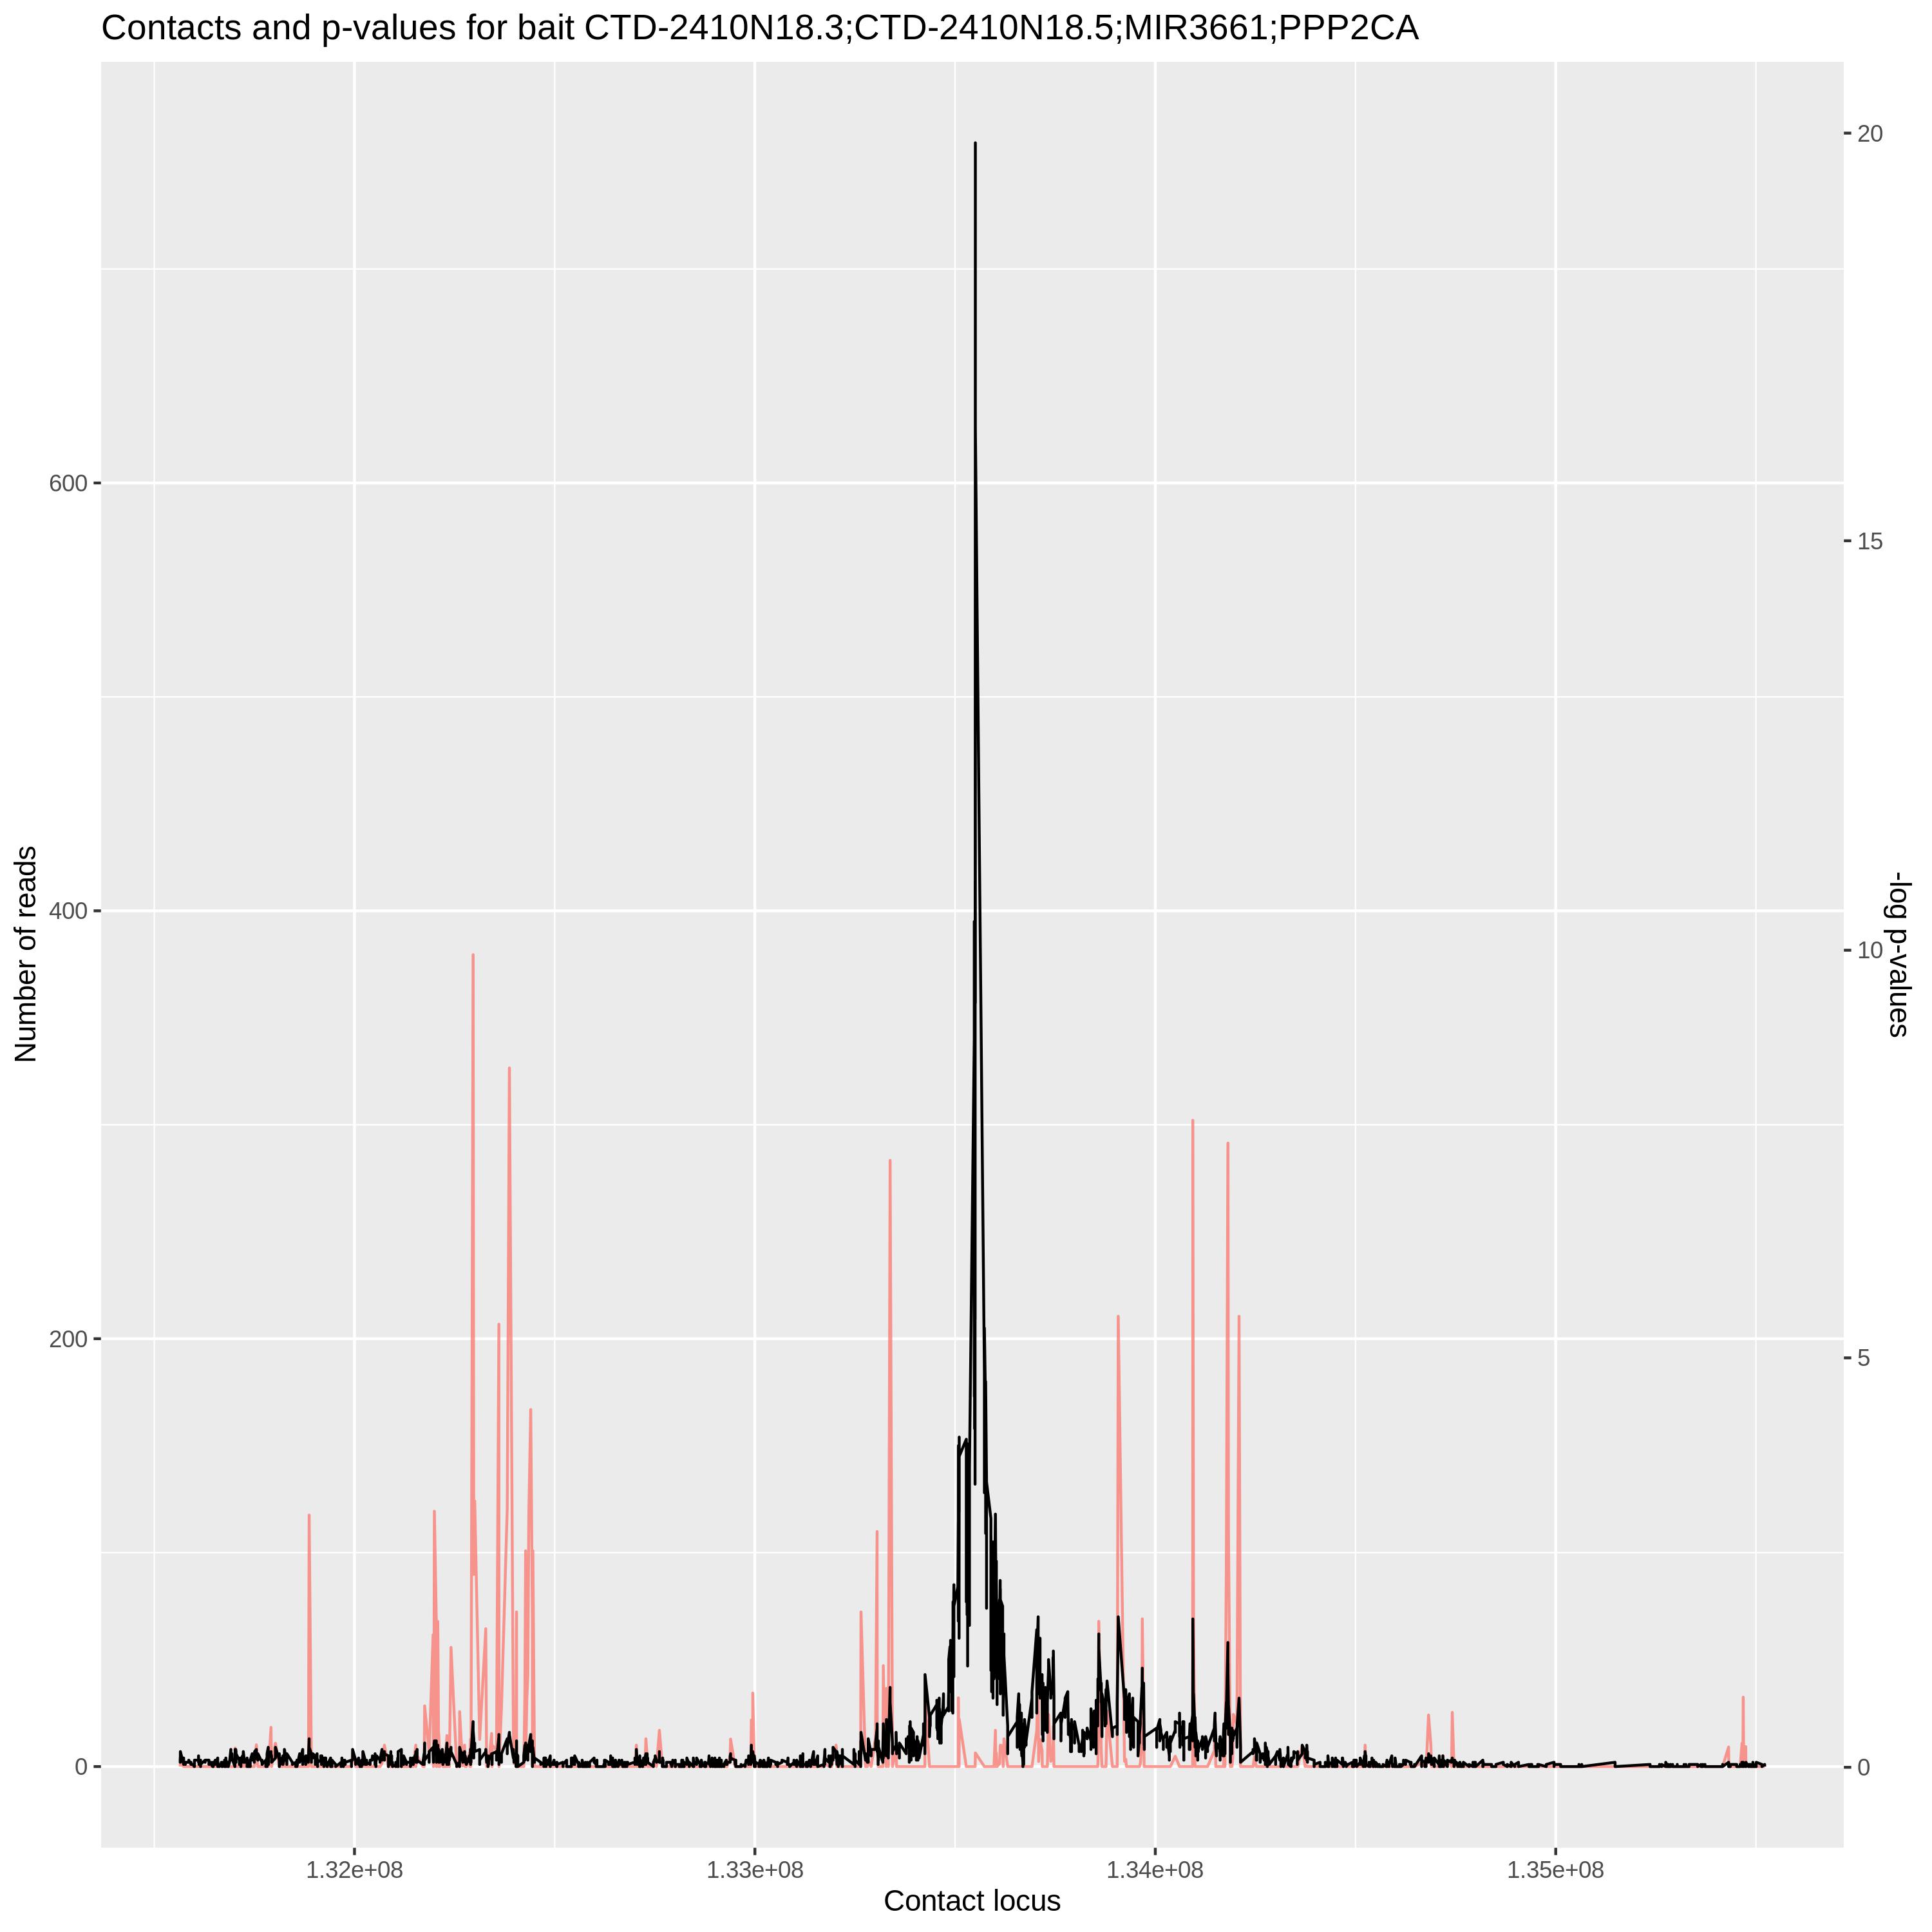 Contacts and p-values for bait CTD-2410N18.3;CTD-2410N18.5;MIR3661;PPP2CA
Number of reads
600
400
200
0
20
15
10
5
0
-log p-values
1.32e+08
1.33e+08
1.34e+08
1.35e+08
Contact locus